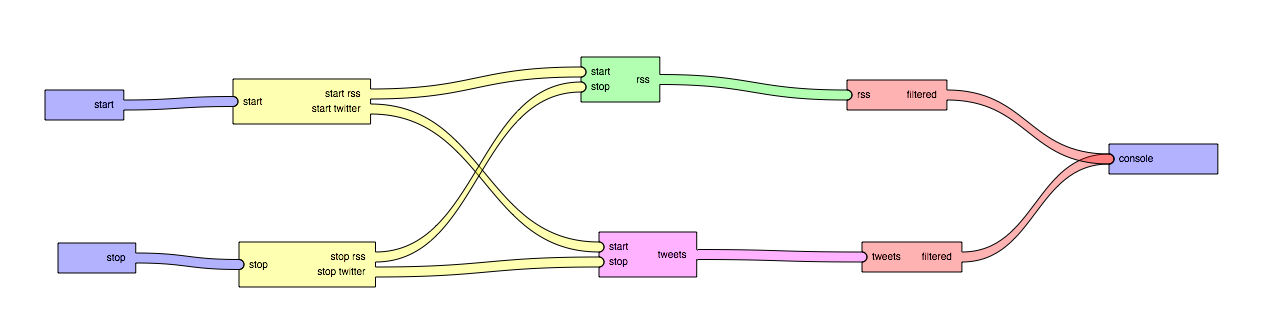 start
start
start rss
start twitter
start
stop
rss
rss
filtered
console
stop
stop
stop rss
stop twitter
start
stop
tweets
tweets
filtered